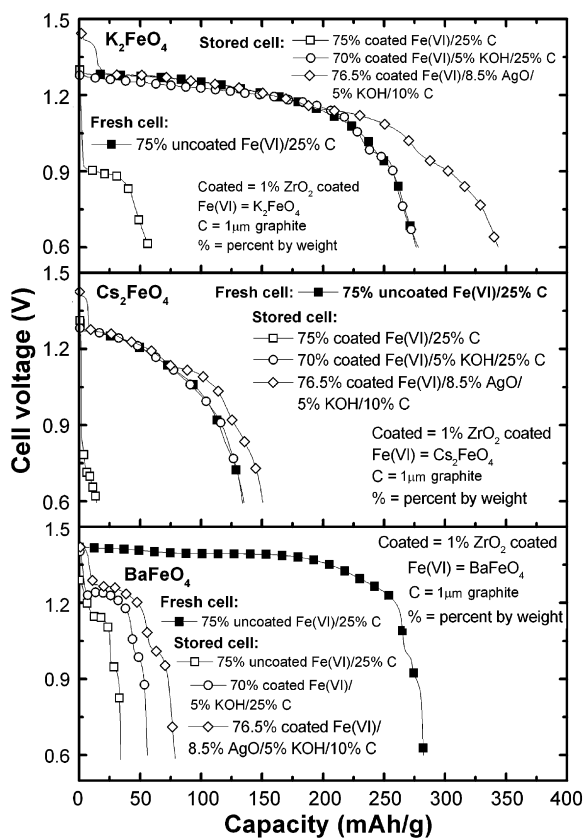 1.5
K2FeO4
Stored cell:
75% coated Fe(VI)/25% C
70% coated Fe(VI)/5% KOH/25% C
76.5% coated Fe(VI)/8.5% AgO/
5% KOH/10% C
1.2
Fresh cell:
75% uncoated Fe(VI)/25% C
0.9
Coated = 1% ZrO2 coated
Fe(VI) = K2FeO4
C = 1μm graphite
% = percent by weight
0.6
1.5
Cs2FeO4
Fresh cell: 75% uncoated Fe(VI)/25% C
Stored cell:
75% coated Fe(VI)/25% C
70% coated Fe(VI)/5% KOH/25% C
76.5% coated Fe(VI)/8.5% AgO/
5% KOH/10% C
1.2
0.9
Coated = 1% ZrO2 coated
Fe(VI) = Cs2FeO4
C = 1μm graphite
% = percent by weight
0.6
Cell voltage (V)
1.5
Coated = 1% ZrO2 coated
Fe(VI) = BaFeO4
C = 1μm graphite
% = percent by weight
BaFeO4
1.2
Fresh cell:
75% uncoated Fe(VI)/25% C
Stored cell:
75% uncoated Fe(VI)/25% C
70% coated Fe(VI)/
5% KOH/25% C
76.5% coated Fe(VI)/
8.5% AgO/5% KOH/10% C
0.9
0.6
0 50 100 150 200 250 300 350 400
Capacity (mAh/g)